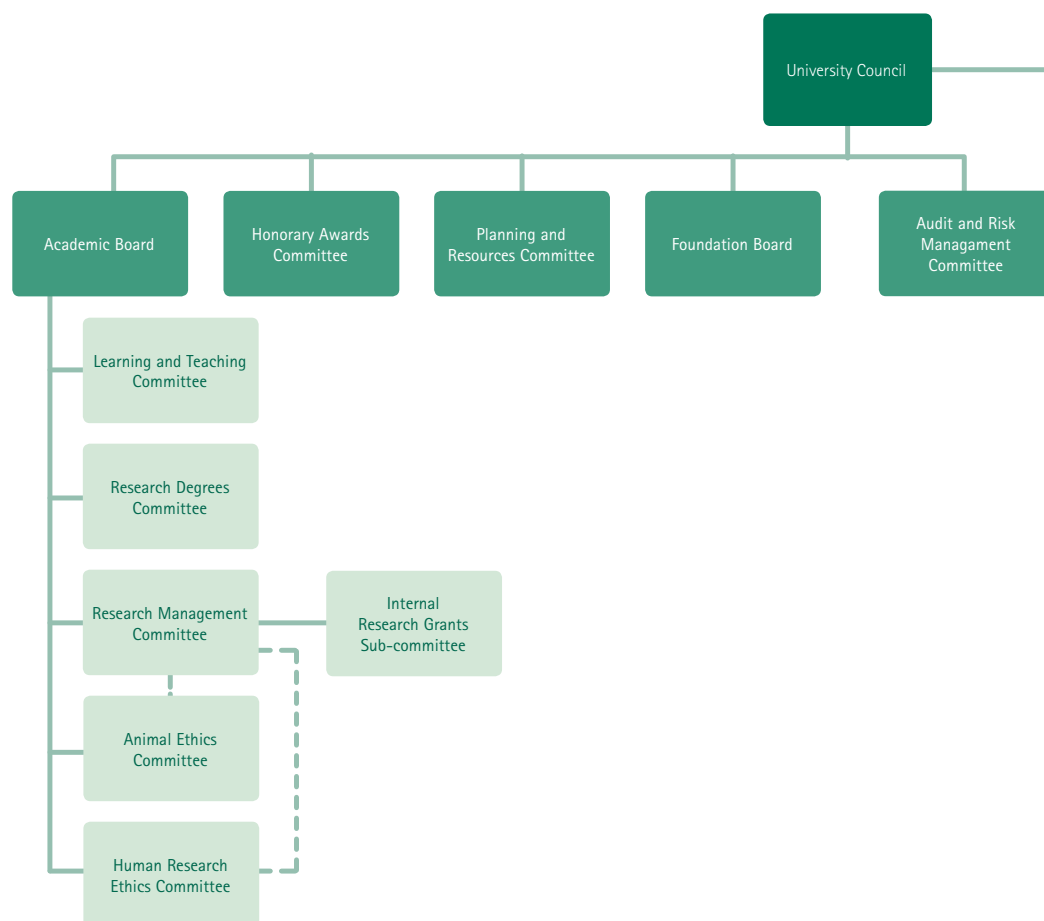 University Council
Academic Board
Honorary Awards
Committee
Planning and
Resources Committee
Foundation Board
Audit and Risk
Managament
Committee
Learning and Teaching
Committee
Research Degrees
Committee
Research Management
Committee
Internal
Research Grants
Sub-committee
Animal Ethics
Committee
Human Research
Ethics Committee